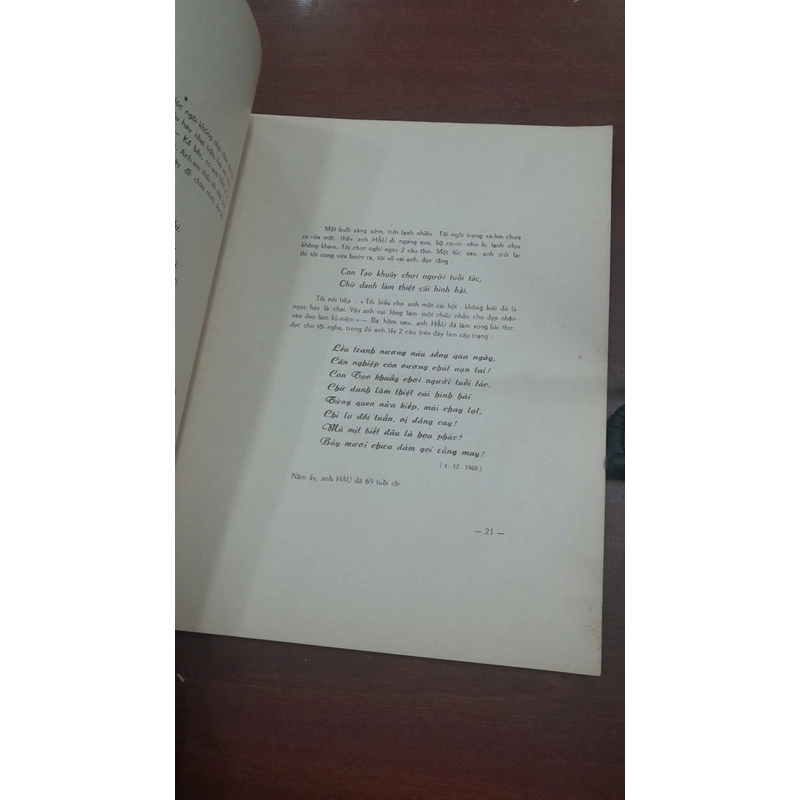 *
Một buổi sáng sớm, trời lạnh nhiều Tôi ngồi trong xà-lim chưa
ra rửa mặt, thấy anh HẬU đi ngang qua, bộ co-ro như bị lạnh chịu
không kham. Tôi chợt nghĩ ngay 2 câu thơ. Một lúc sau, anh trở lại
thì tôi cũng vừa bước ra, tôi vỗ vai anh, đọc rằng :
Con Tạo khuấy chơi người tuổi tác,
Chữ danh làm thiệt cái hình hài.
Tôi nói tiếp : « Tôi biếu cho anh một cái hột : không biết đó là
ngọc hay là chai Vậy anh vui lòng làm một chiếc nhẫn cho đẹp nhận
vào đeo làm kỷ-niệm » — Ba hôm sau, anh HẬU đã làm xong bài thơ,
đọc cho tôi nghe, trong đó anh lấy 2 câu trên đây làm cặp trạng :
Lều tranh nương náu sống qua ngày,
Căn nghiệp còn vương chút nạn tai !
Con Tạo khuấy chơi người tuổi tác,
Chữ danh làm thiệt cái hình hài.
Từng quen nửa kiếp, mùi chay lạt,
Chi lạ đôi tuần, vị đắng cay !
Mù mịt biết đâu là họa phúc ?
Bảy mươi chưa dám gọi rằng may !
( 4 - 12 - 1960 )
Năm ấy, anh HẬU đã 69 tuổi rồi.
— 21 —